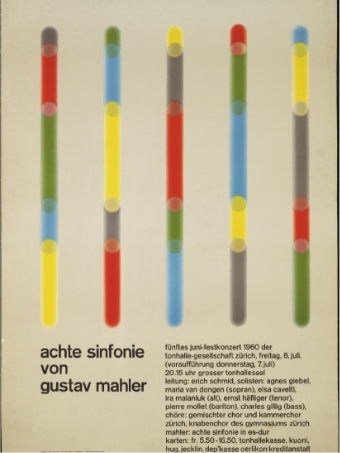 achte sinfonie
von
gustav mahler
fünftes juni-festkonzert 1960 der
tonhalle-gesellschaft zürich, freitag, 8. juli.
(voraufführung donnerstag, 7. juli)
20.15 uhr grosser tonhallesaal
leitung: erich schmid, solisten: agnes giebel,
maria van dongen (sopran), elsa cavelti,
ira malaniuk (alt), ernst häfliger (tenor),
pierre mollet (bariton), charles gillig (bass),
chöre: gemischter chor und kammerchor
zürich, knabenchor des gymnasiums zürich
mahler: achte sinfonie in es-dur
karten: fr. 5.50-16.50, tonhallekasse, kuoni,
hug, jecklin, dep'kasse oerlikon kreditanstalt